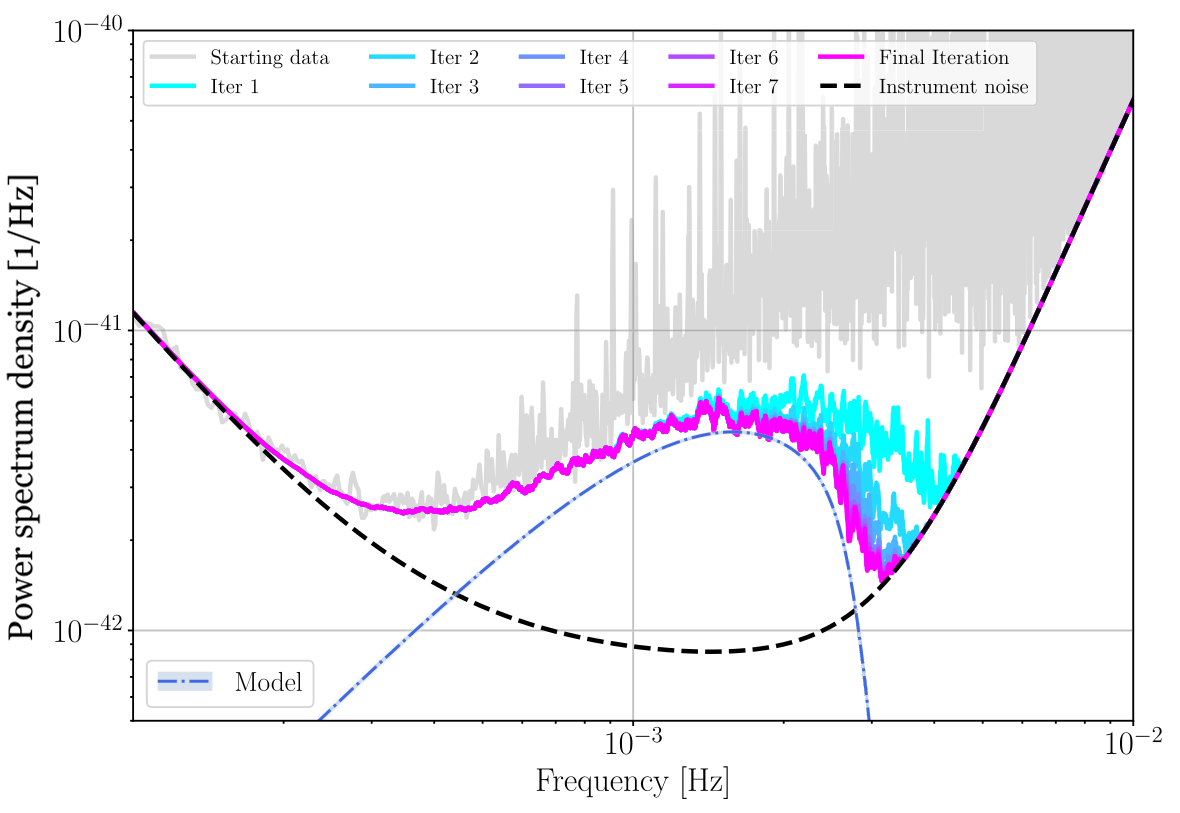 10−40
Starting data
Iter 1
Iter 2
Iter 3
Iter 4
Iter 5
Iter 6
Iter 7
Final Iteration
Instrument noise
Power spectrum density [1/Hz]
10−41
10−42
Model
10−3
10−2
Frequency [Hz]